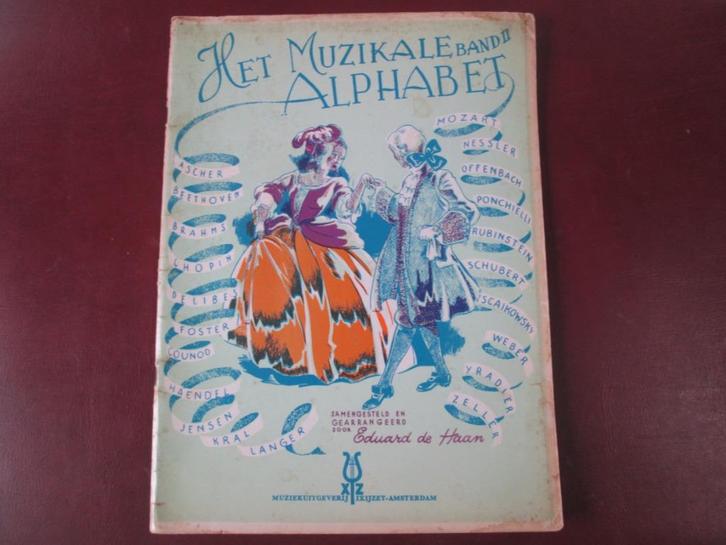 HET MUZIKALE BAND II
ALPHABET
ASCHER
BEETHOVEN
BRAHMS
CHOPIN
DELIBES
FOSTER
GOUNOD
HAENDEL
JENSEN
KRAL
LANGER
MOZART
NESSLER
OFFENBACH
PONCHIELLI
RUBINSTEIN
SCHUBERT
TSCAIKOWSKY
WEBER
YRADIER
ZELLER
SAMENGESTELD EN
GEARRANGEERD
DOOR Eduard de Haan
XYZ
MUZIEKUITGEVERIJ IXIJZET-AMSTERDAM